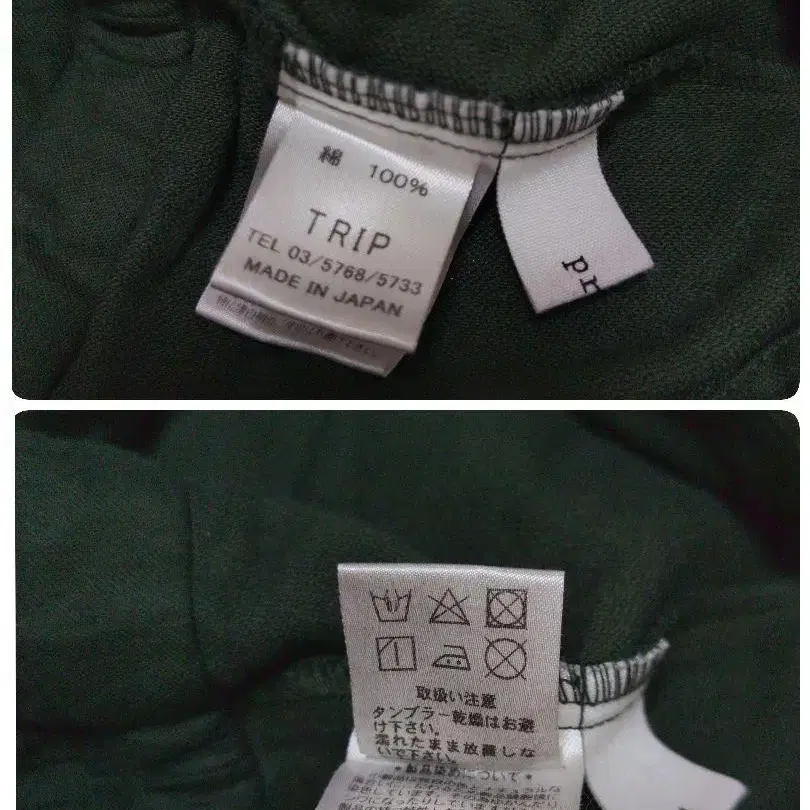 綿 100%
TRIP
TEL 03/5768/5733
MADE IN JAPAN
pr
取扱い注意
タンブラー乾燥はお避
け下さい。
濡れたまま放置しな
いで下さい。